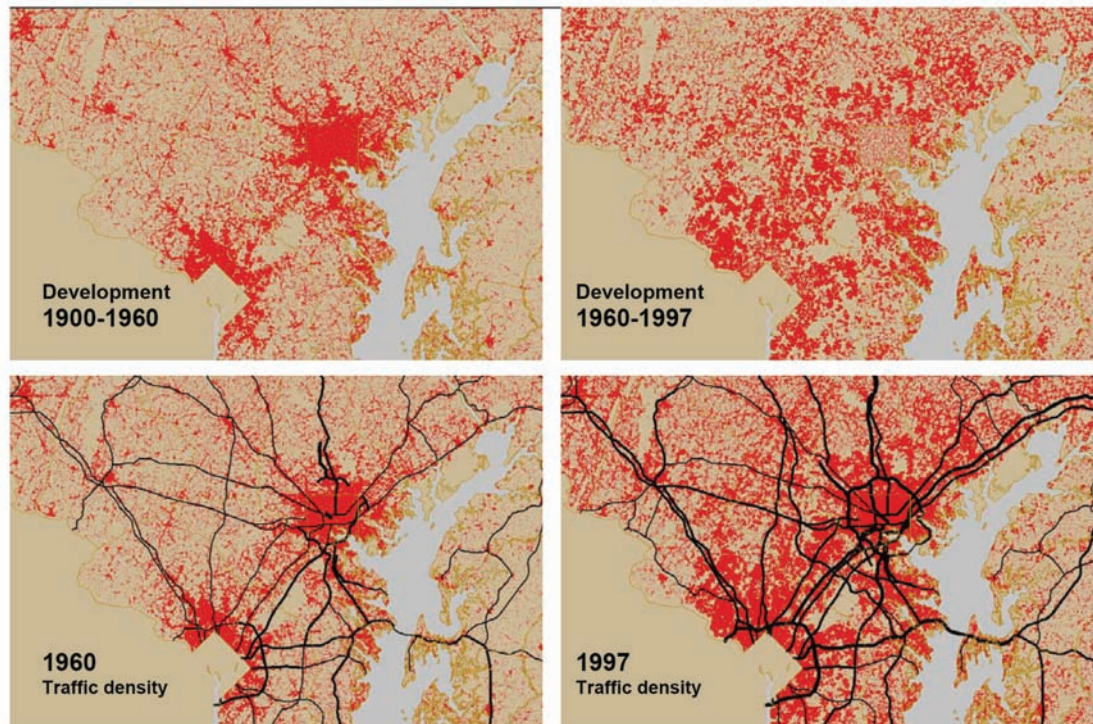 Development
1900-1960
Development
1960-1997
1960
Traffic density
1997
Traffic density